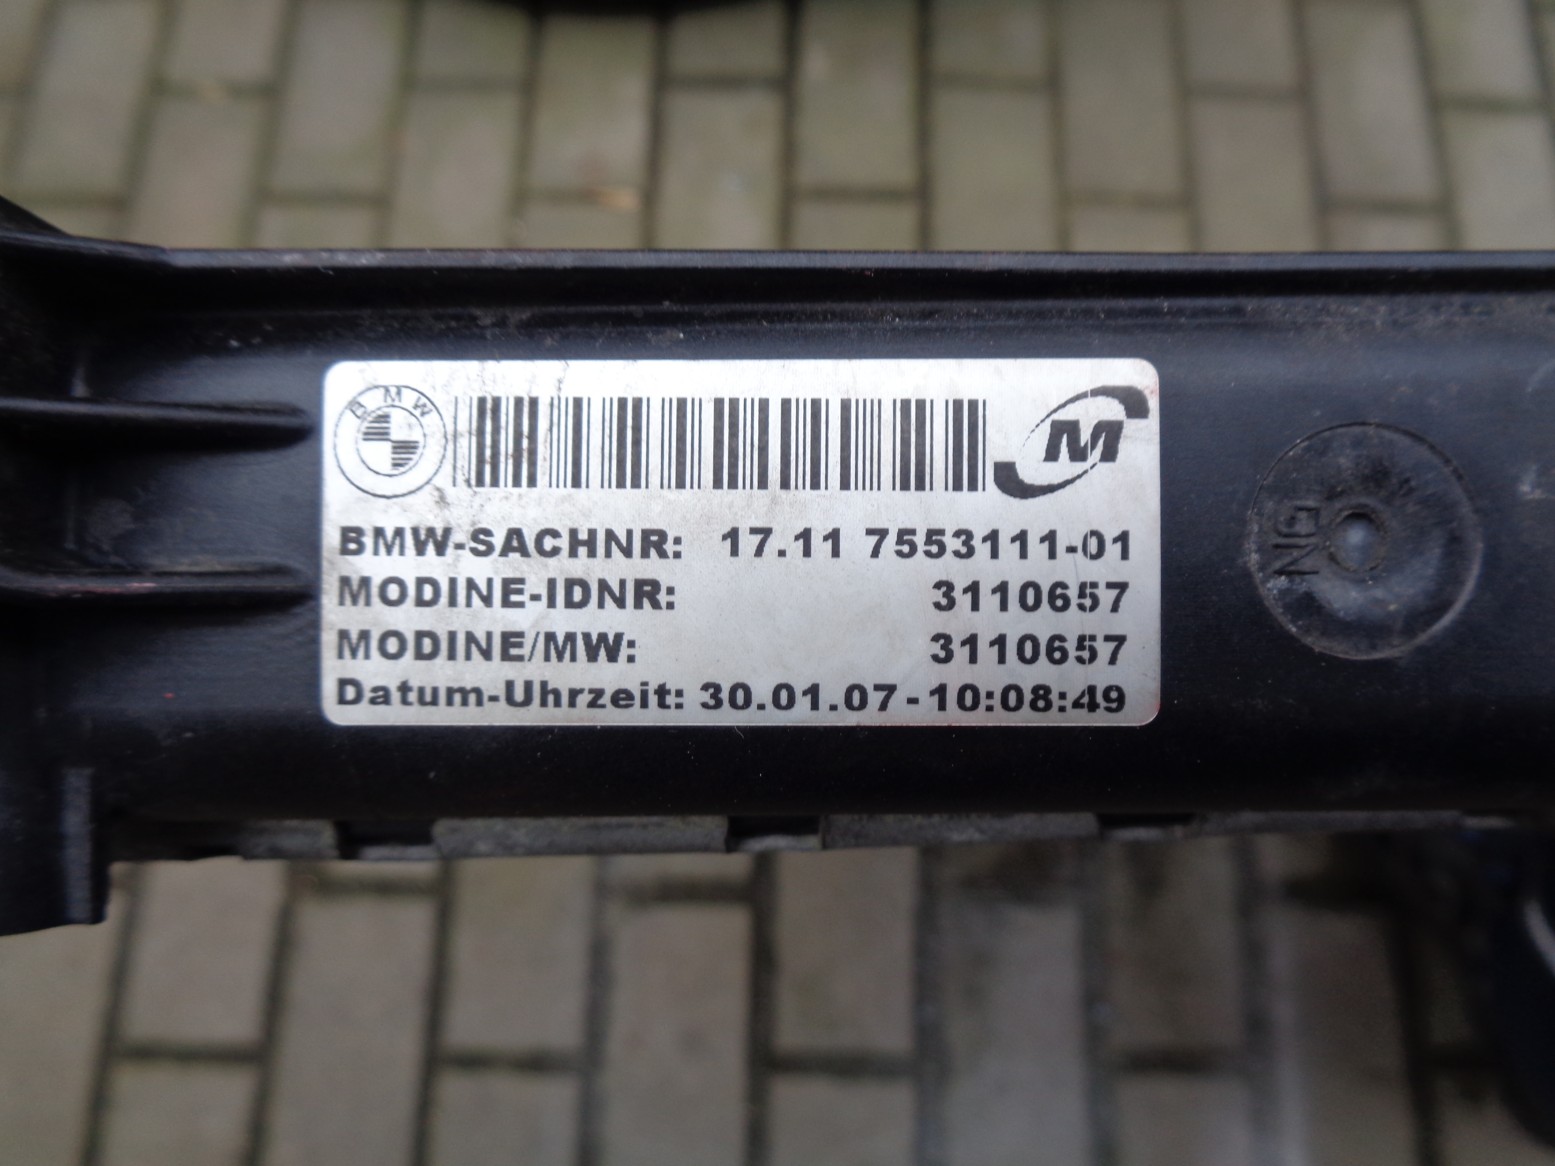 BMW
M
BMW-SACHNR: 17.11 7553111-01
MODINE-IDNR: 3110657
MODINE/MW: 3110657
Datum-Uhrzeit: 30.01.07-10:08:49